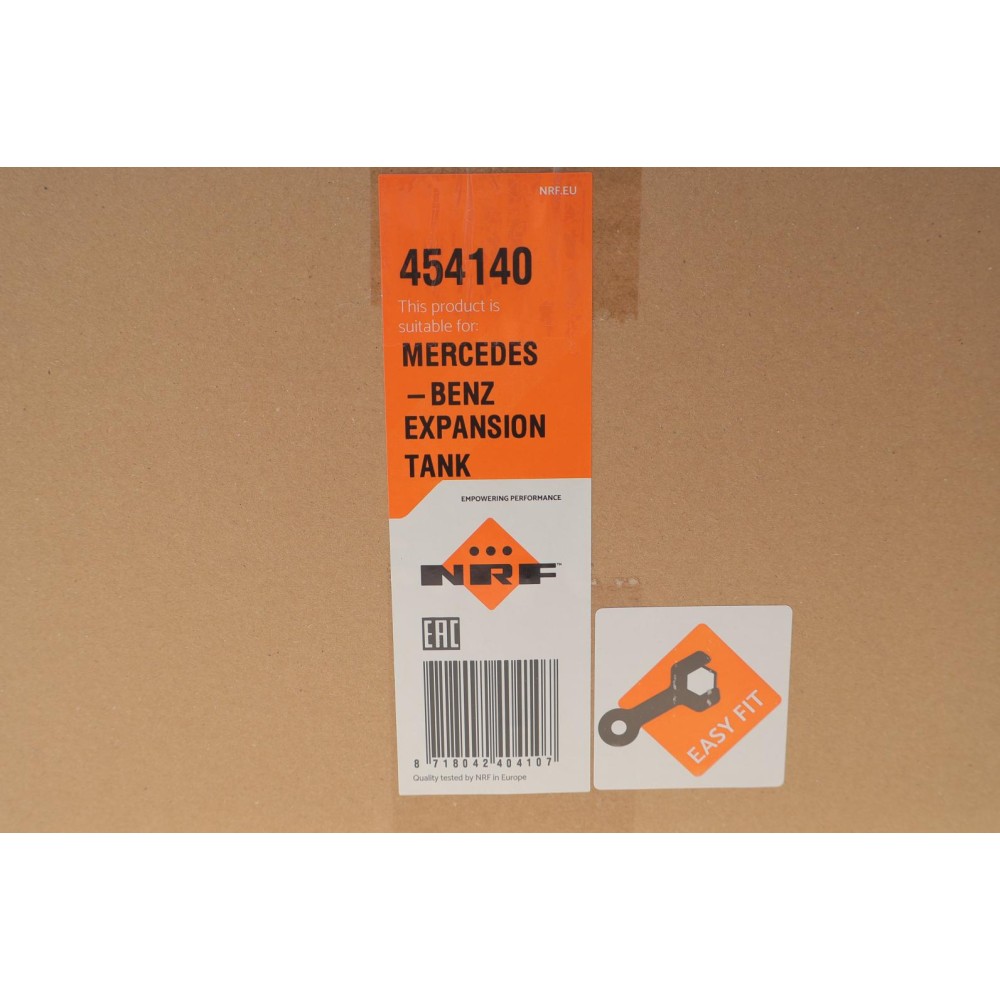 NRF.EU
454140
This product is
suitable for:
MERCEDES
-BENZ
EXPANSION
TANK
EMPOWERING PERFORMANCE
NRF™
EAC
8 718042 404107
Quality tested by NRF in Europe
EASY FIT